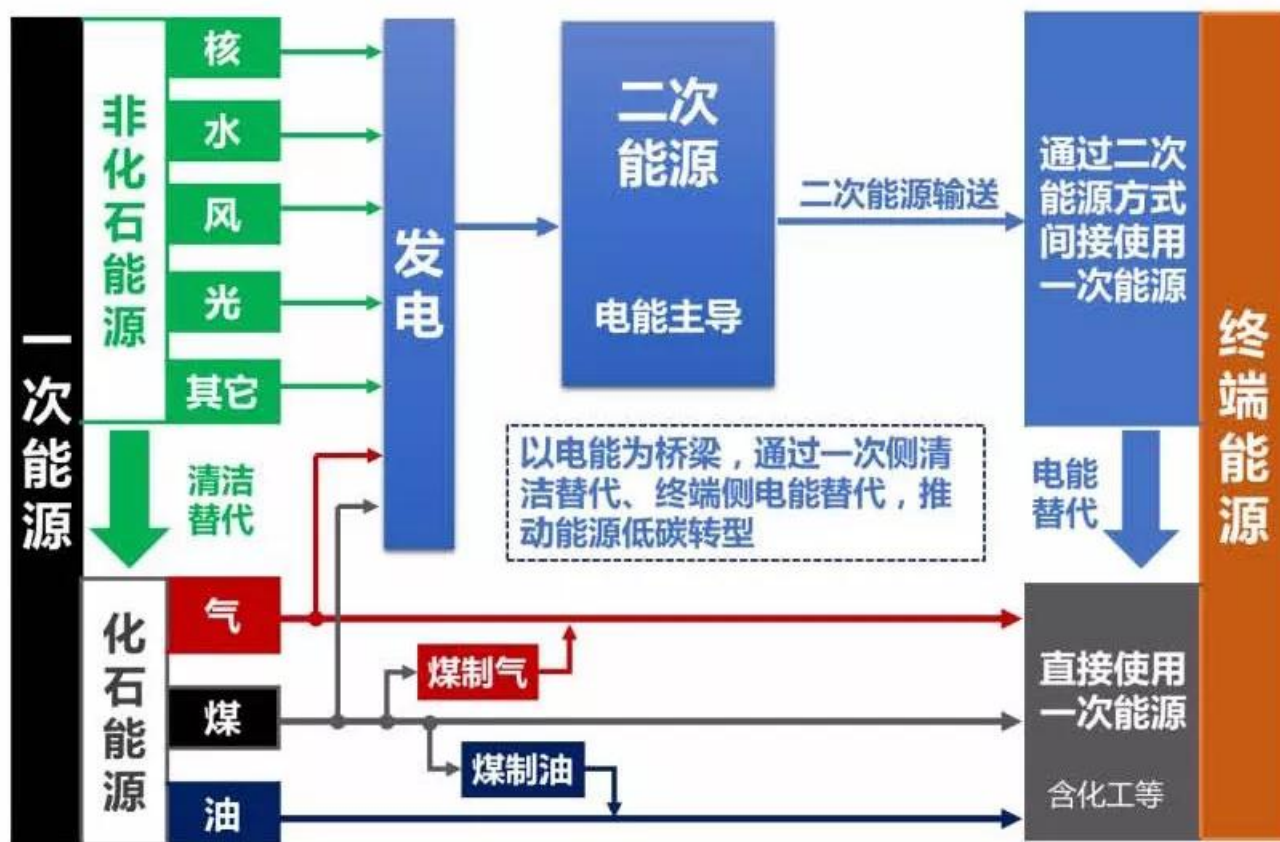 一次能源
非化石能源
核
水
风
光
其它
清洁
替代
化石能源
气
煤
油
发电
二次
能源
电能主导
二次能源输送
以电能为桥梁，通过一次侧清
洁替代、终端侧电能替代，推
动能源低碳转型
煤制气
煤制油
通过二次
能源方式
间接使用
一次能源
电能
替代
直接使用
一次能源
含化工等
终端能源